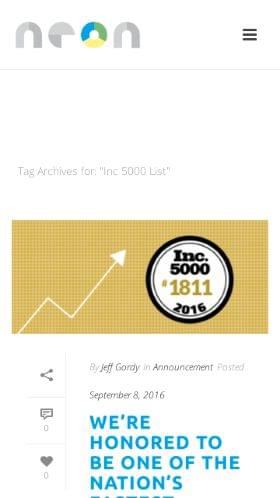 neon
Tag Archives for: "Inc 5000 List"
Inc.
5000
#1811
2016
By Jeff Gordy in Announcement Posted
September 8, 2016
0
0
WE'RE
HONORED TO
BE ONE OF THE
NATION'S